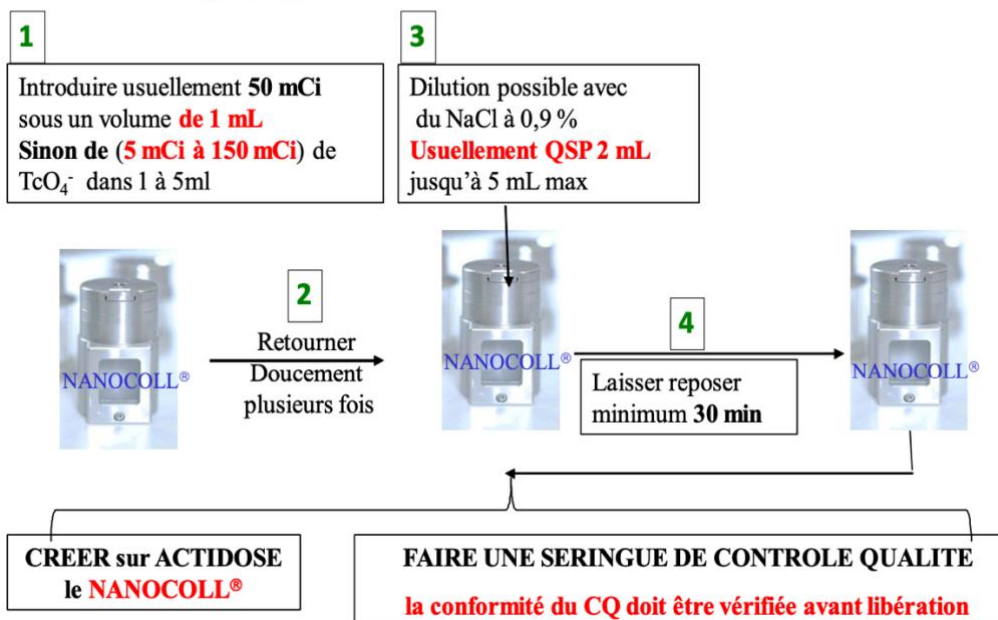 1
Introduire usuellement 50 mCi
sous un volume de 1 mL
Sinon de (5 mCi à 150 mCi) de
TcO₄⁻ dans 1 à 5ml
3
Dilution possible avec
du NaCl à 0,9 %
Usuellement QSP 2 mL
jusqu'à 5 mL max
NANOCOLL®
2
Retourner
Doucement
plusieurs fois
NANOCOLL®
4
Laisser reposer
minimum 30 min
NANOCOLL®
CREER sur ACTIDOSE
le NANOCOLL®
FAIRE UNE SERINGUE DE CONTROLE QUALITE
la conformité du CQ doit être vérifiée avant libération